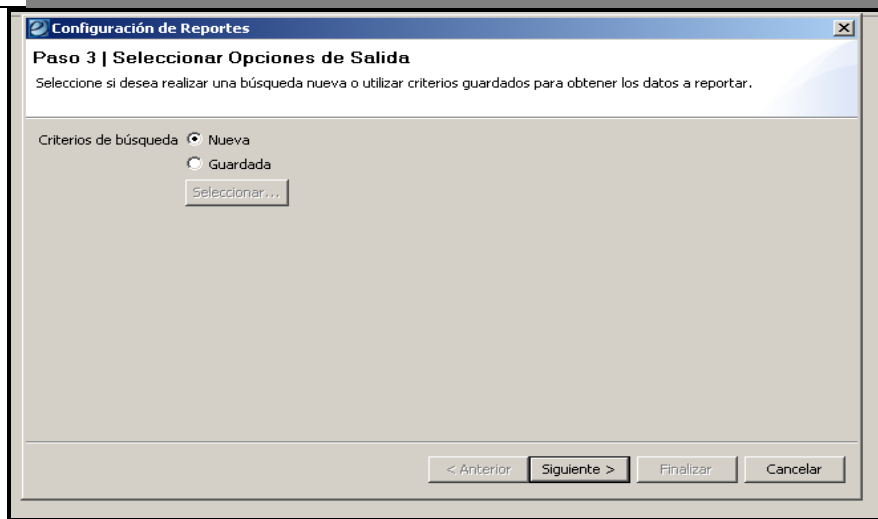 Configuración de Reportes
Paso 3 | Seleccionar Opciones de Salida
Seleccione si desea realizar una búsqueda nueva o utilizar criterios guardados para obtener los datos a reportar.
Criterios de búsqueda Nueva
Guardada
Seleccionar...
< Anterior Siguiente > Finalizar Cancelar